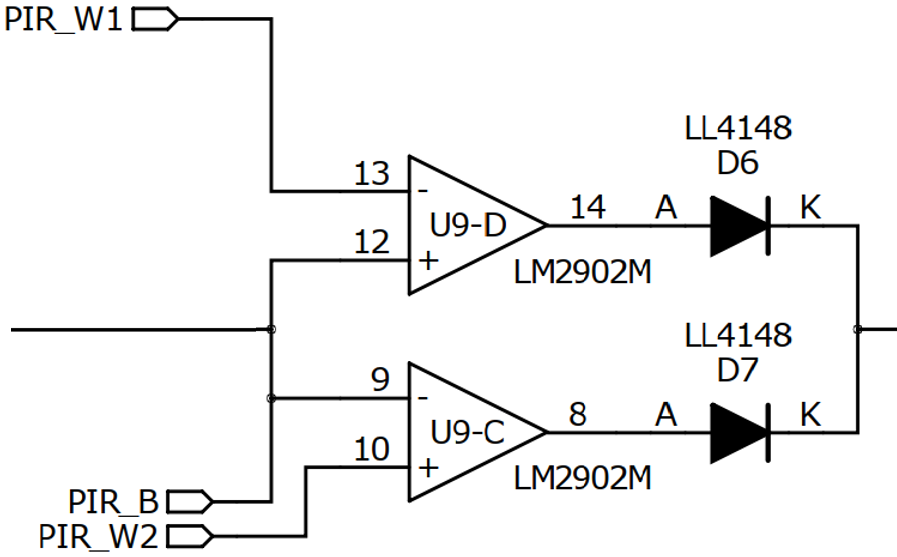 PIR_W1
LL4148
D6
13
-
U9-D
14
A
K
12
+
LM2902M
LL4148
D7
9
-
U9-C
8
A
K
10
+
LM2902M
PIR_B
PIR_W2